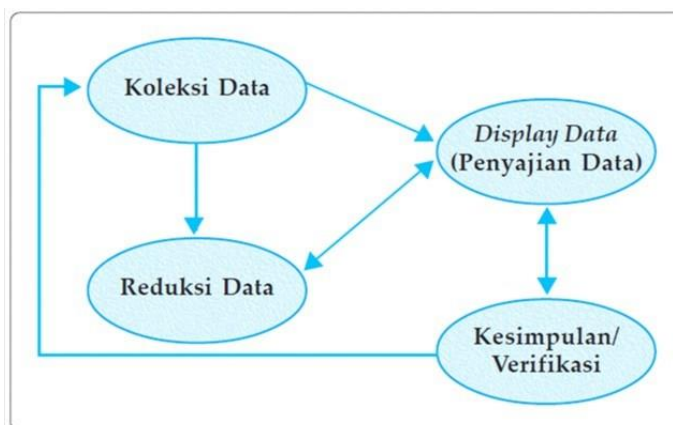 Koleksi Data
Display Data
(Penyajian Data)
Reduksi Data
Kesimpulan/
Verifikasi